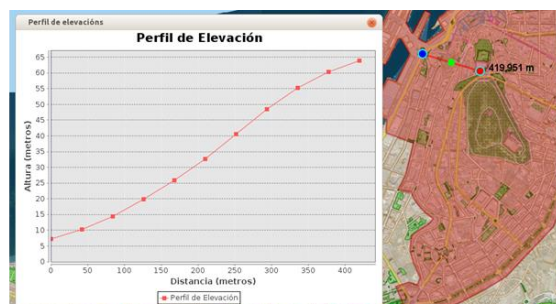 Perfil de elevacións
Perfil de Elevación
Altura (metros)
65
60
55
50
45
40
35
30
25
20
15
10
5
0
0 50 100 150 200 250 300 350 400
Distancia (metros)
Perfil de Elevación
419,951 m